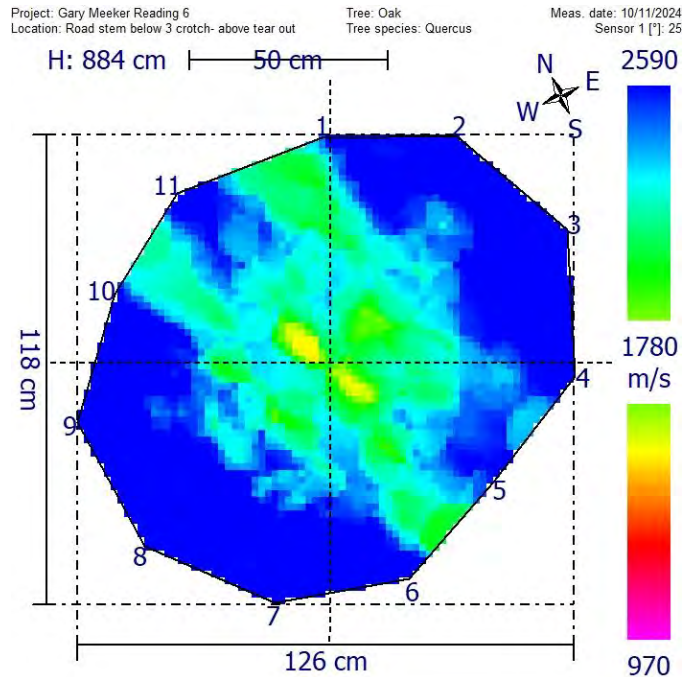 Project: Gary Meeker Reading 6 Tree: Oak Meas. date: 10/11/2024
Location: Road stem below 3 crotch- above tear out Tree species: Quercus Sensor 1 [°]: 25
H: 884 cm 50 cm 2590
N
E
W
S
1 2
3
11
10
118 cm
1780
m/s
4
9
5
8
6
7
126 cm
970